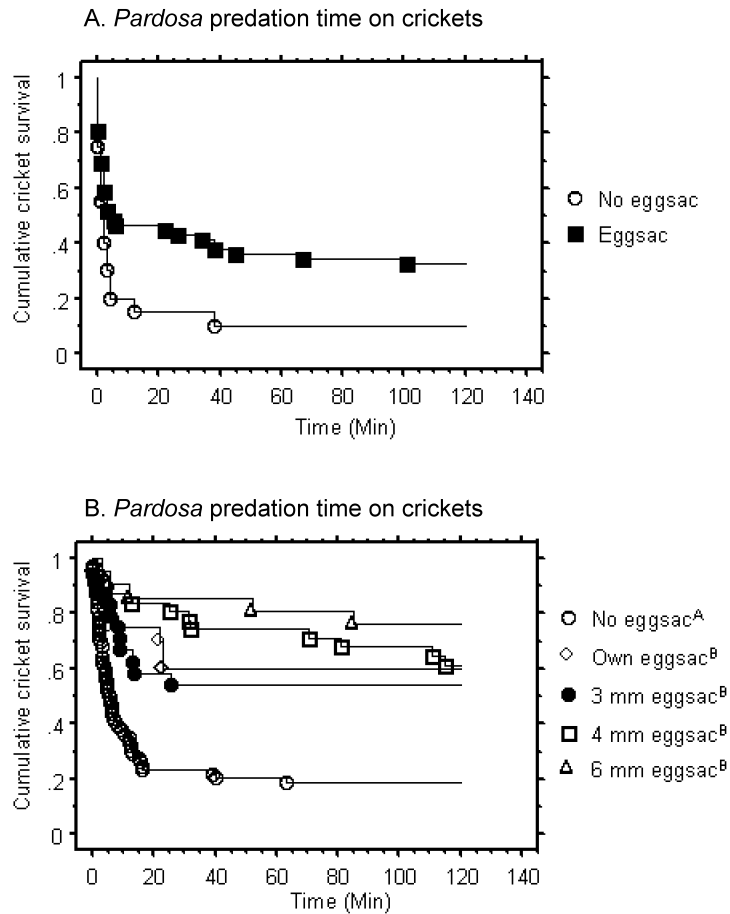 A. Pardosa predation time on crickets
Cumulative cricket survival
1
.8
.6
.4
.2
0
0 20 40 60 80 100 120 140
Time (Min)
No eggsac
Eggsac
B. Pardosa predation time on crickets
Cumulative cricket survival
1
.8
.6
.4
.2
0
0 20 40 60 80 100 120 140
Time (Min)
No eggsacᴬ
Own eggsacᴮ
3 mm eggsacᴮ
4 mm eggsacᴮ
6 mm eggsacᴮ